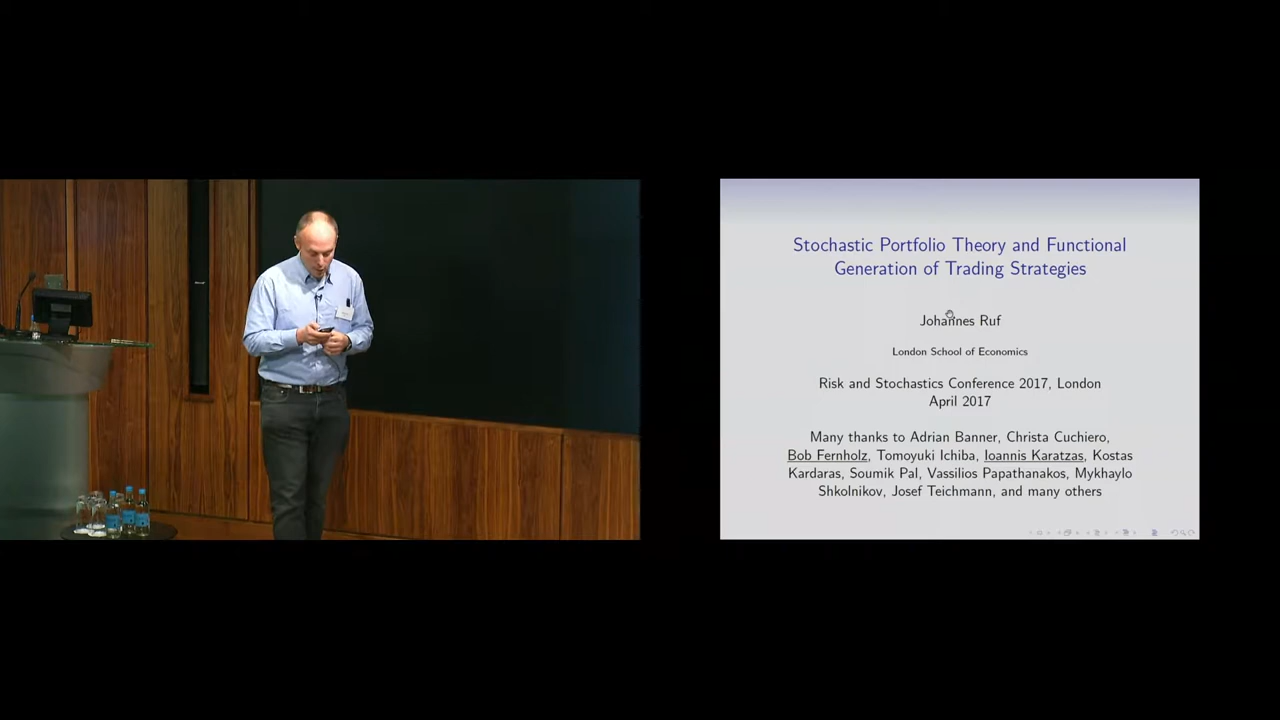 Stochastic Portfolio Theory and Functional
Generation of Trading Strategies
Johannes Ruf
London School of Economics
Risk and Stochastics Conference 2017, London
April 2017
Many thanks to Adrian Banner, Christa Cuchiero,
Bob Fernholz, Tomoyuki Ichiba, Ioannis Karatzas, Kostas
Kardaras, Soumik Pal, Vassilios Papathanakos, Mykhaylo
Shkolnikov, Josef Teichmann, and many others